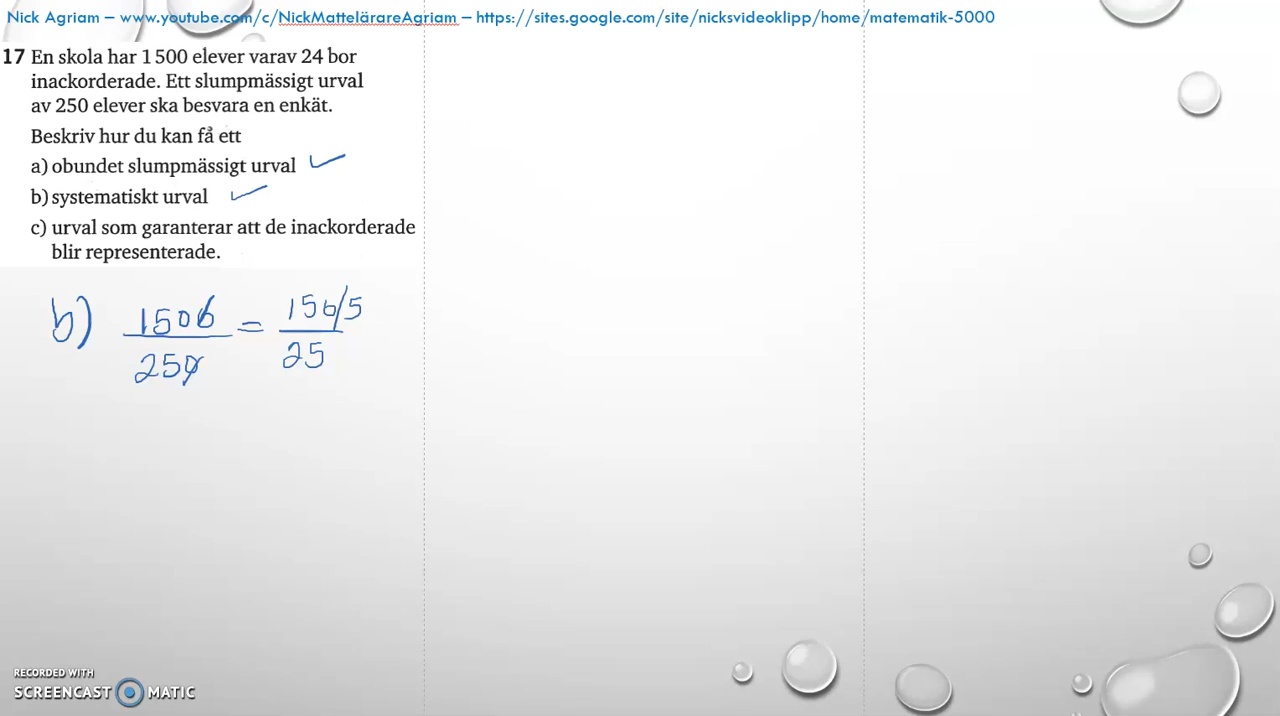 Nick Agriam – www.youtube.com/c/NickMattelärareAgriam – https://sites.google.com/site/nicksvideoklipp/home/matematik-5000
17 En skola har 1 500 elever varav 24 bor
inackorderade. Ett slumpmässigt urval
av 250 elever ska besvara en enkät.
Beskriv hur du kan få ett
a) obundet slumpmässigt urval
b) systematiskt urval
c) urval som garanterar att de inackorderade
blir representerade.
b) 1500/250 = 150/5
25
RECORDED WITH
SCREENCAST MATIC